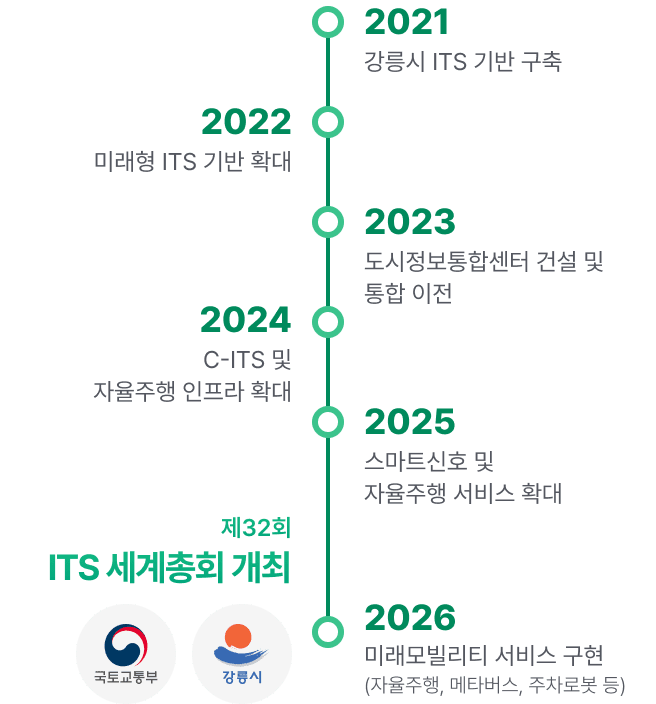 2021
강릉시 ITS 기반 구축
2022
미래형 ITS 기반 확대
2023
도시정보통합센터 건설 및
통합 이전
2024
C-ITS 및
자율주행 인프라 확대
2025
스마트신호 및
자율주행 서비스 확대
제32회
ITS 세계총회 개최
국토교통부
강릉시
2026
미래모빌리티 서비스 구현
(자율주행, 메타버스, 주차로봇 등)